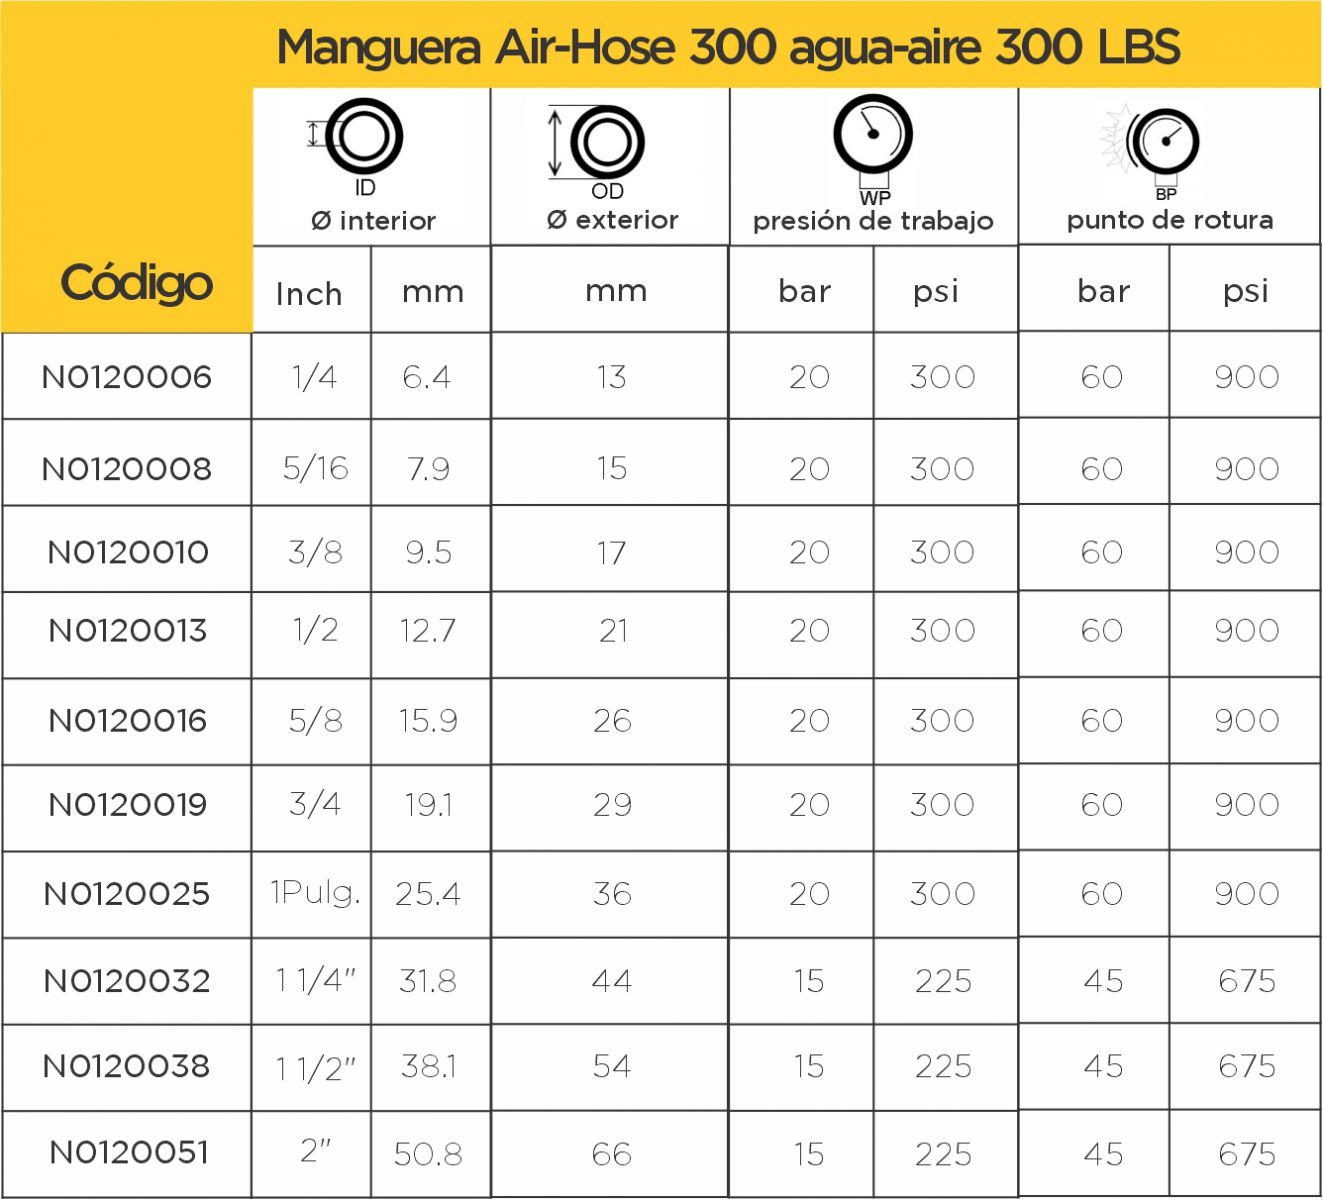 Manguera Air-Hose 300 agua-aire 300 LBS
ID OD WP BP
Ø interior Ø exterior presión de trabajo punto de rotura
Código Inch mm mm bar psi bar psi
N0120006 1/4 6.4 13 20 300 60 900
N0120008 5/16 7.9 15 20 300 60 900
N0120010 3/8 9.5 17 20 300 60 900
N0120013 1/2 12.7 21 20 300 60 900
N0120016 5/8 15.9 26 20 300 60 900
N0120019 3/4 19.1 29 20 300 60 900
N0120025 1Pulg. 25.4 36 20 300 60 900
N0120032 1 1/4" 31.8 44 15 225 45 675
N0120038 1 1/2" 38.1 54 15 225 45 675
N0120051 2" 50.8 66 15 225 45 675